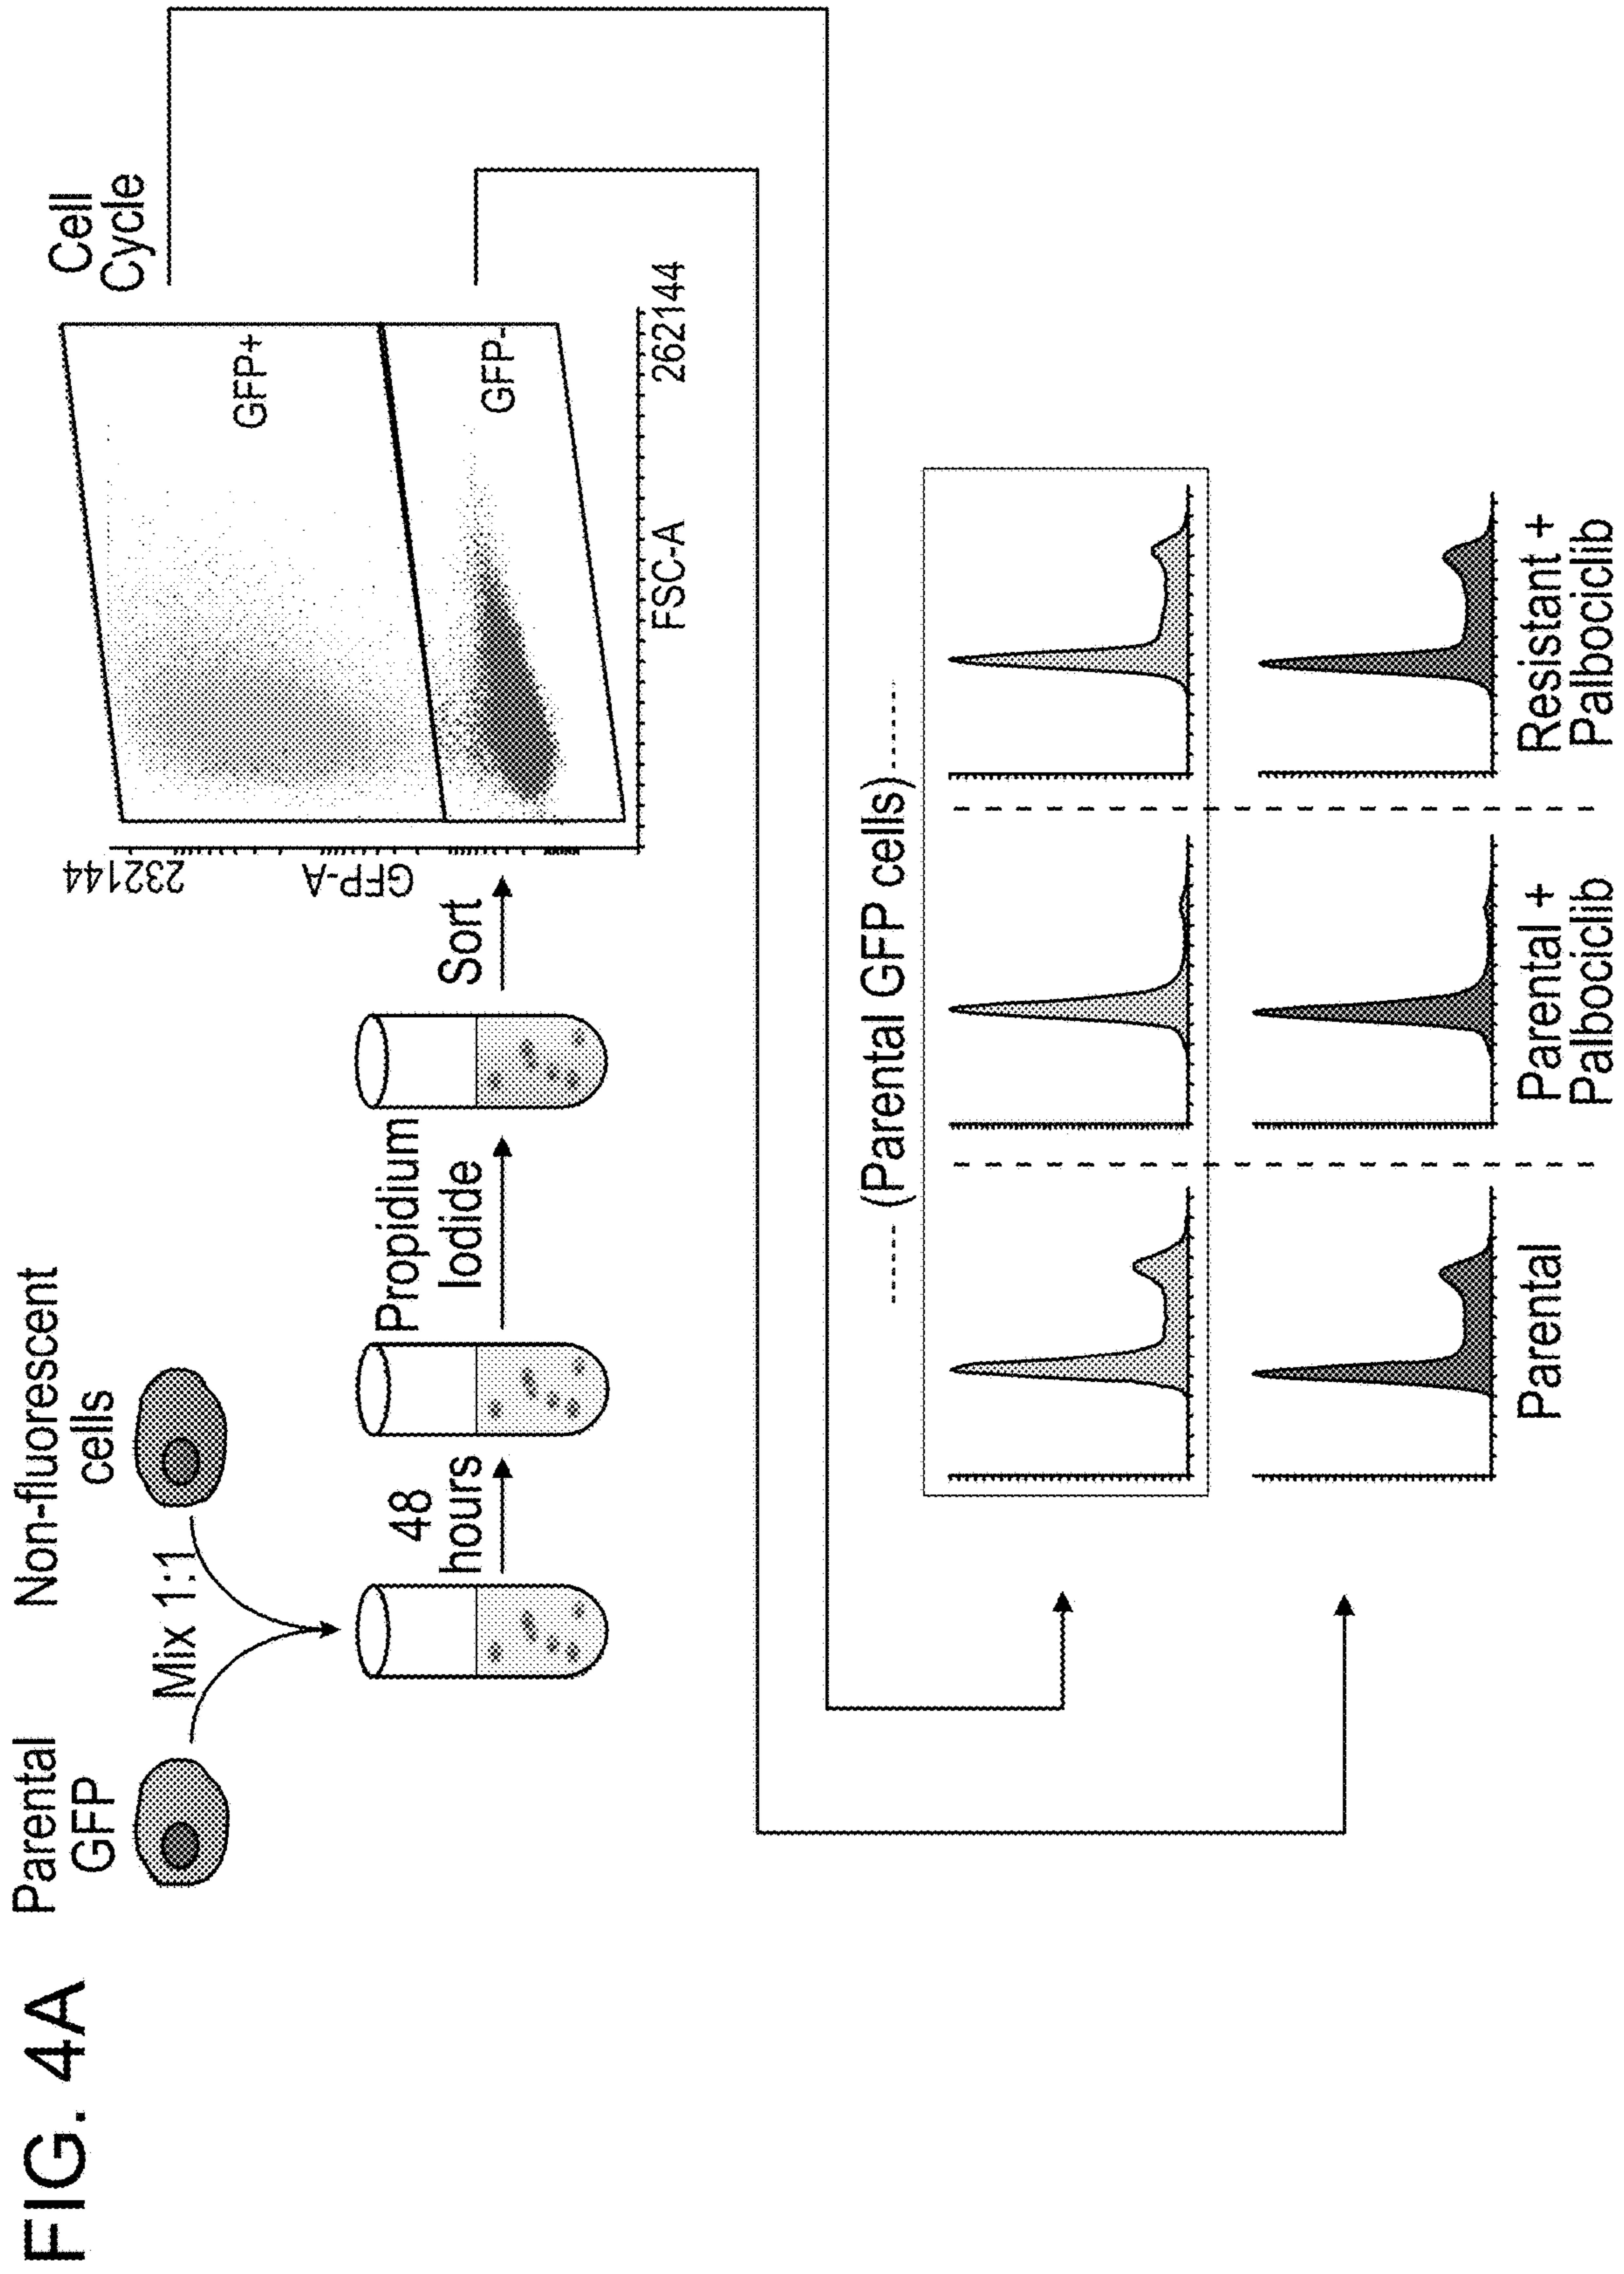 FIG. 4A
Parental
GFP
Non-fluorescent
cells
Mix 1:1
48
hours
Propidium
Iodide
Sort
232144
GFP-A
GFP+
GFP-
FSC-A
262144
Cell
Cycle
(Parental GFP cells)
Parental
Parental +
Palbociclib
Resistant +
Palbociclib